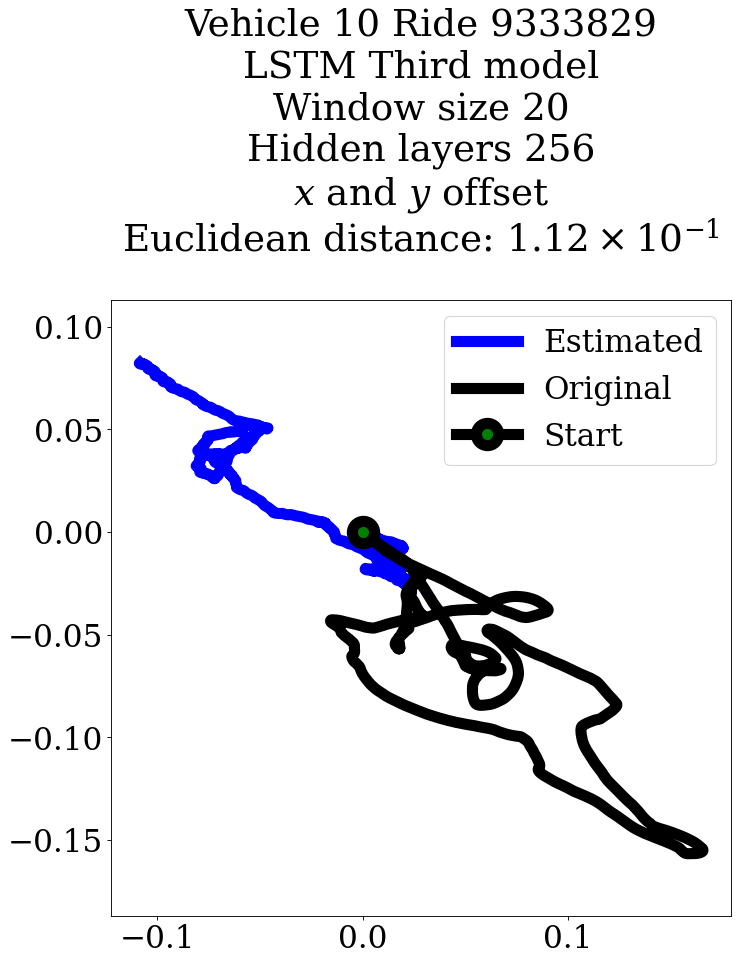 Vehicle 10 Ride 9333829
LSTM Third model
Window size 20
Hidden layers 256
x and y offset
Euclidean distance: 1.12 × 10⁻¹
Estimated
Original
Start
0.10
0.05
0.00
−0.05
−0.10
−0.15
−0.1 0.0 0.1